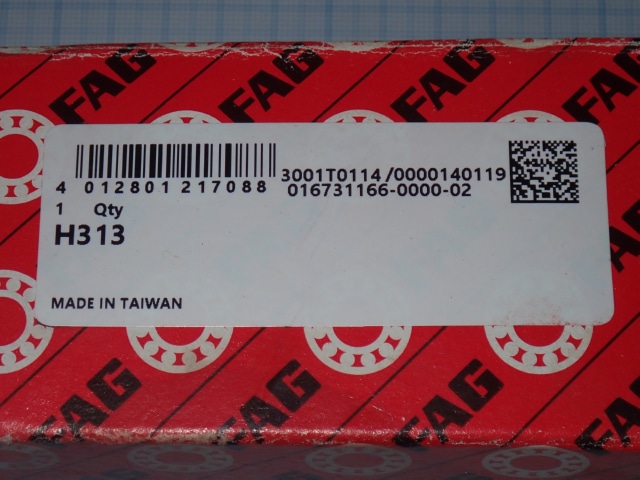 FAG FAG FAG FAG
3001T0114 /0000140119
4 012801 217088
016731166-0000-02
1 Qty
H313
MADE IN TAIWAN
FAG FAG FAG FAG